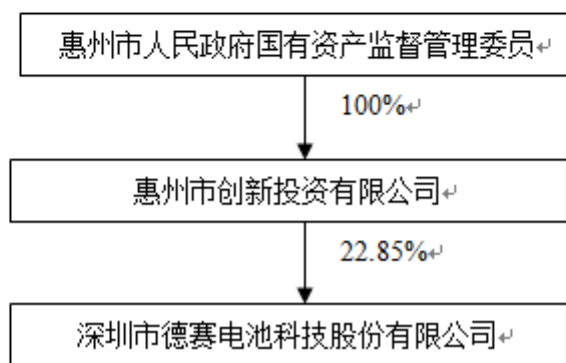 惠州市人民政府国有资产监督管理委员
100%
惠州市创新投资有限公司
22.85%
深圳市德赛电池科技股份有限公司